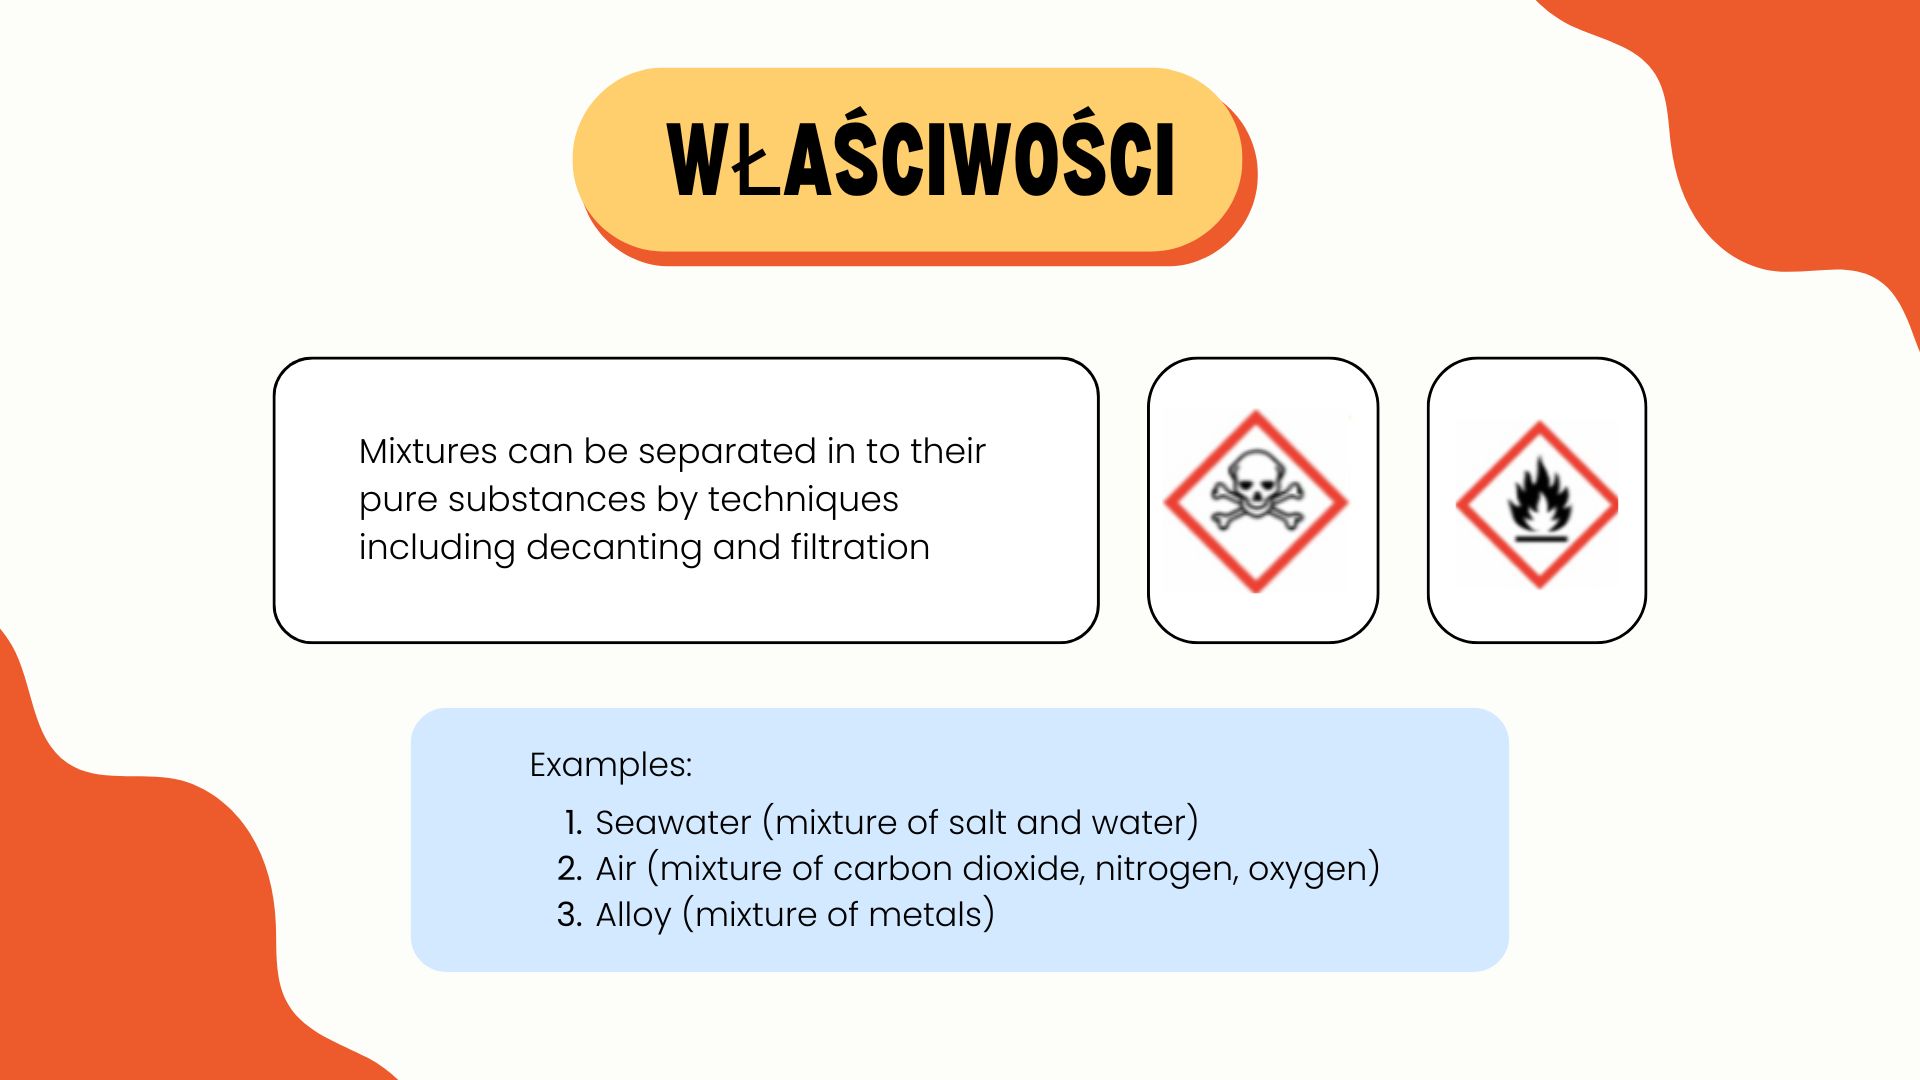 WŁAŚCIWOŚCI
Mixtures can be separated in to their
pure substances by techniques
including decanting and filtration
Examples:
1. Seawater (mixture of salt and water)
2. Air (mixture of carbon dioxide, nitrogen, oxygen)
3. Alloy (mixture of metals)